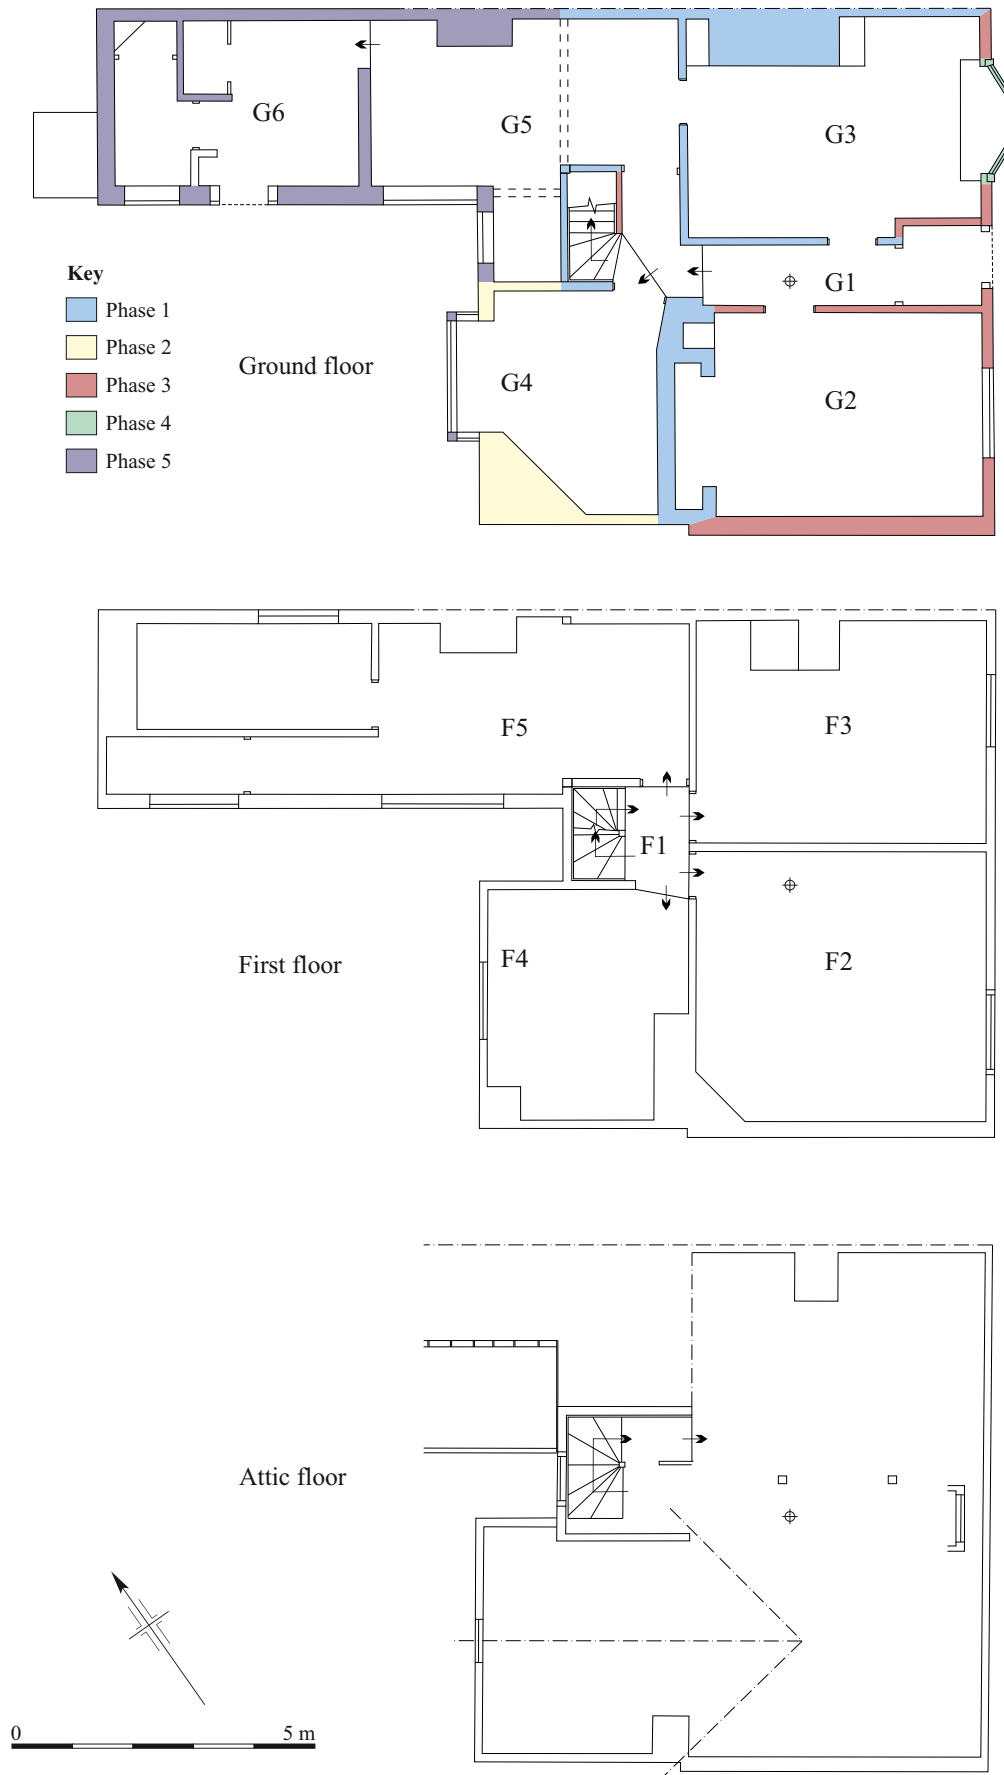 G6
G5
G3
G1
G4
G2
Key
Phase 1
Phase 2
Phase 3
Phase 4
Phase 5
Ground floor
F5
F3
F1
F4
F2
First floor
Attic floor
0 5 m